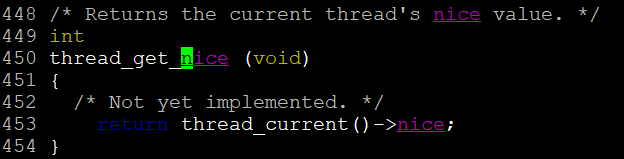 448 /* Returns the current thread's nice value. */
449 int
450 thread_get_nice (void)
451 {
452   /* Not yet implemented. */
453     return thread_current()->nice;
454 }